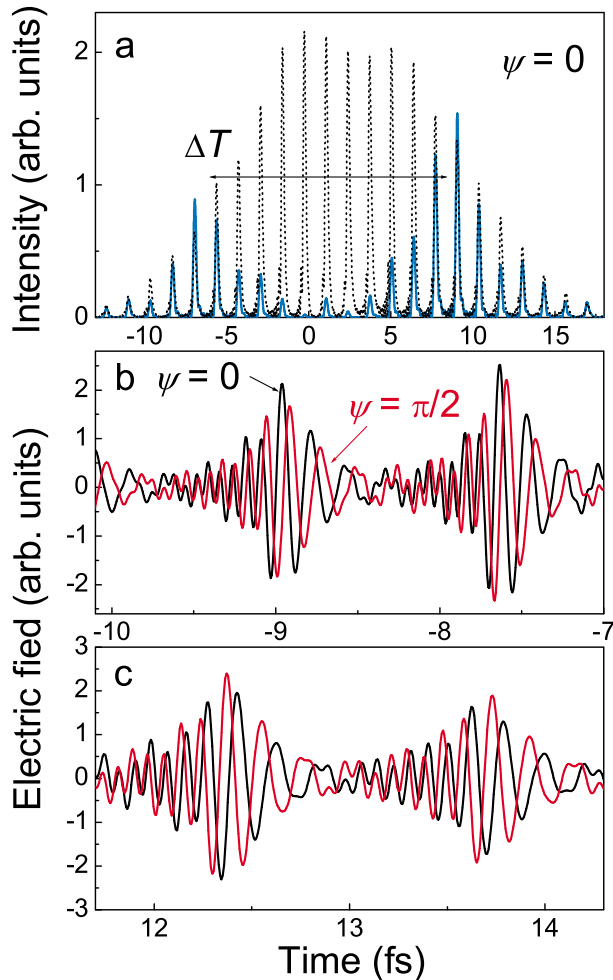 a
ψ = 0
ΔT
Intensity (arb. units)
2
1
0
-10 -5 0 5 10 15
b
ψ = 0
ψ = π/2
2
1
0
-1
-2
-10 -9 -8 -7
Electric fied (arb. units)
c
3
2
1
0
-1
-2
-3
12 13 14
Time (fs)